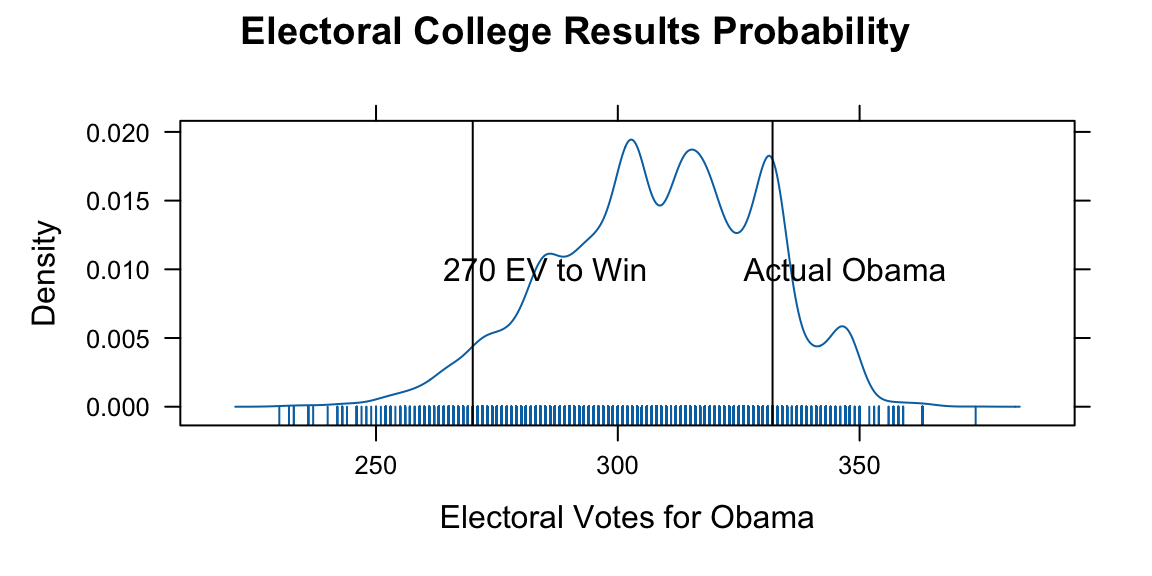 Electoral College Results Probability
0.020
0.015
0.010
0.005
0.000
Density
270 EV to Win
Actual Obama
250 300 350
Electoral Votes for Obama